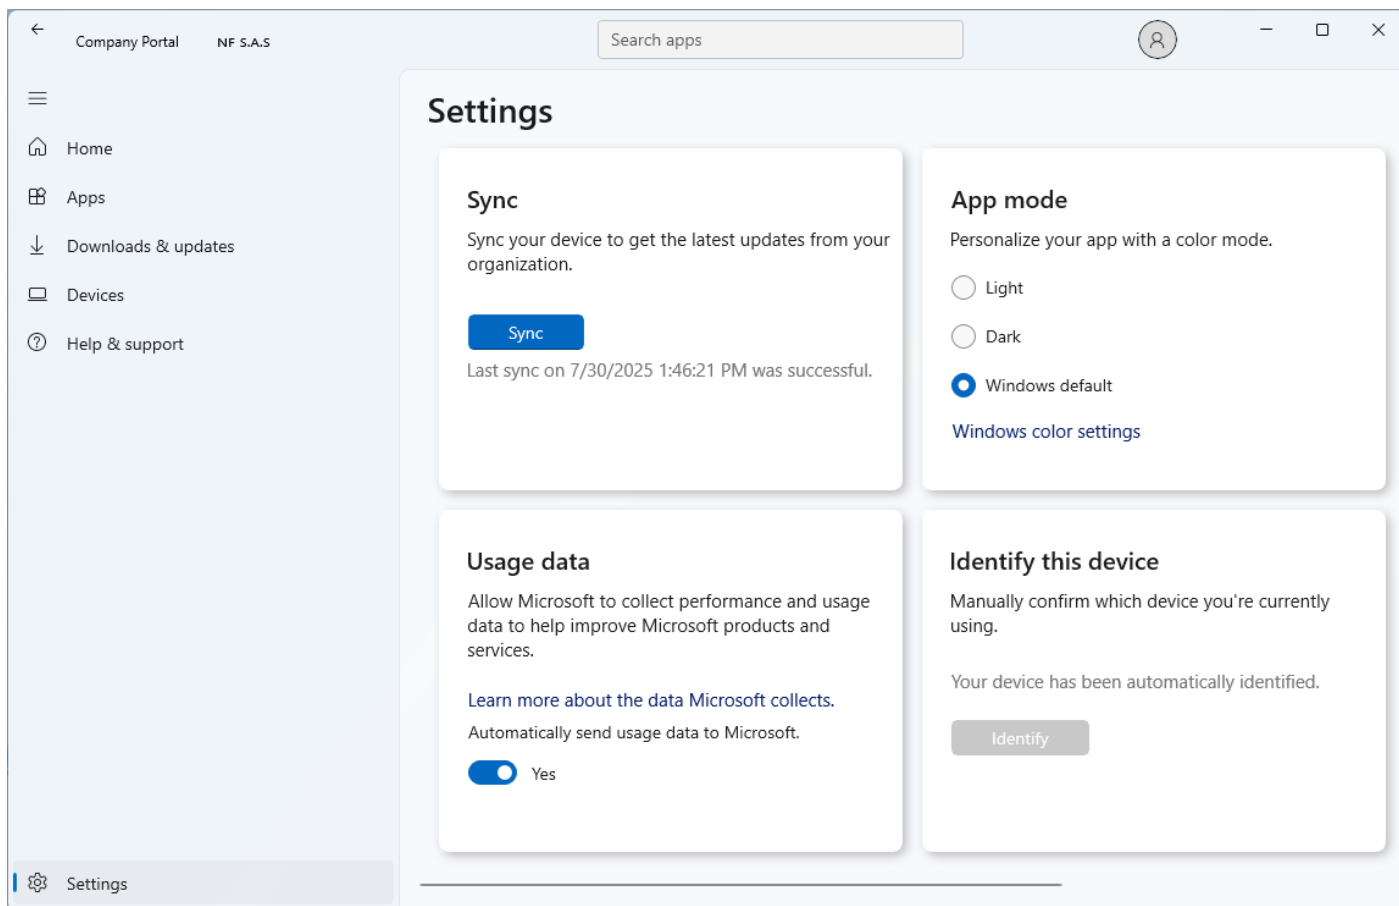 Company Portal
NF S.A.S
Search apps
Home
Apps
Downloads & updates
Devices
Help & support
Settings
Settings
Sync
Sync your device to get the latest updates from your
organization.
Sync
Last sync on 7/30/2025 1:46:21 PM was successful.
App mode
Personalize your app with a color mode.
Light
Dark
Windows default
Windows color settings
Usage data
Allow Microsoft to collect performance and usage
data to help improve Microsoft products and
services.
Learn more about the data Microsoft collects.
Automatically send usage data to Microsoft.
Yes
Identify this device
Manually confirm which device you're currently
using.
Your device has been automatically identified.
Identify